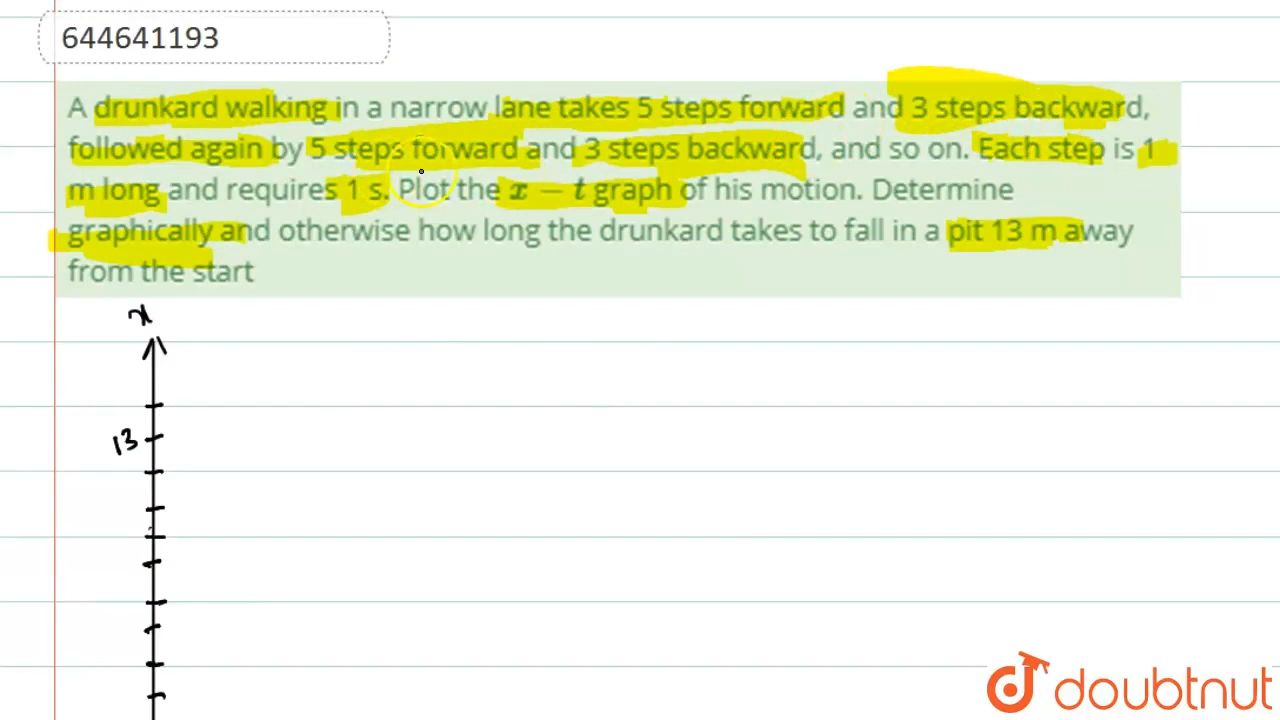 644641193
A drunkard walking in a narrow lane takes 5 steps forward and 3 steps backward,
followed again by 5 steps forward and 3 steps backward, and so on. Each step is 1
m long and requires 1 s. Plot the x − t graph of his motion. Determine
graphically and otherwise how long the drunkard takes to fall in a pit 13 m away
from the start
x
13
doubtnut